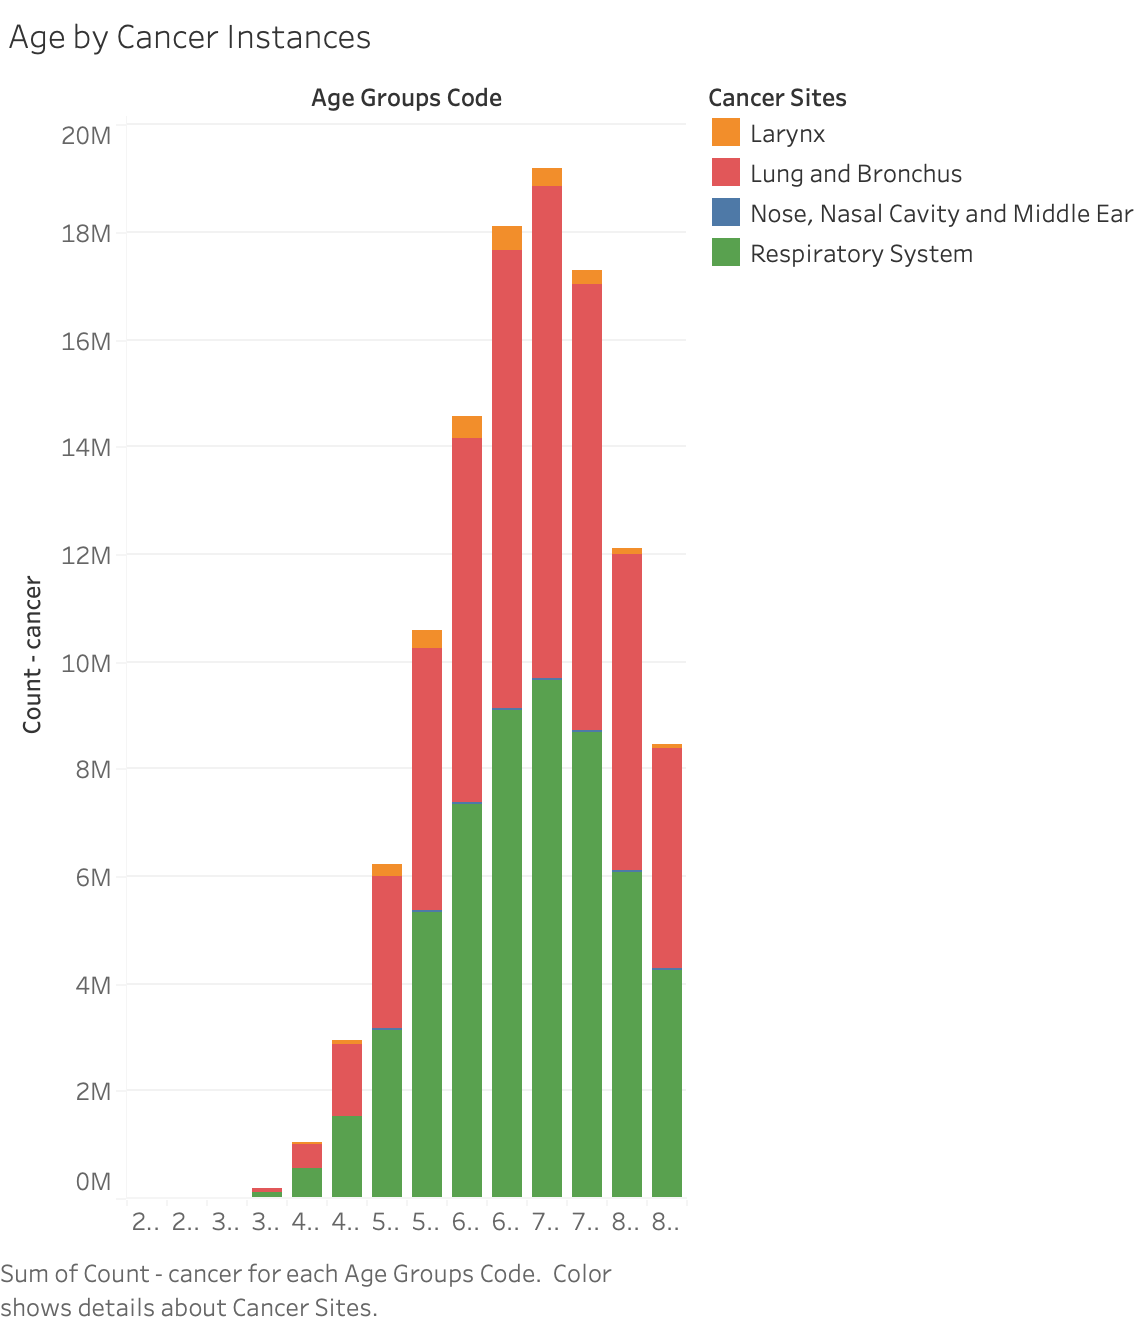 Age by Cancer Instances
Age Groups Code
Cancer Sites
Larynx
Lung and Bronchus
Nose, Nasal Cavity and Middle Ear
Respiratory System
20M
18M
16M
14M
12M
10M
8M
6M
4M
2M
0M
Count - cancer
2.. 2.. 3.. 3.. 4.. 4.. 5.. 5.. 6.. 6.. 7.. 7.. 8.. 8..
Sum of Count - cancer for each Age Groups Code.  Color
shows details about Cancer Sites.